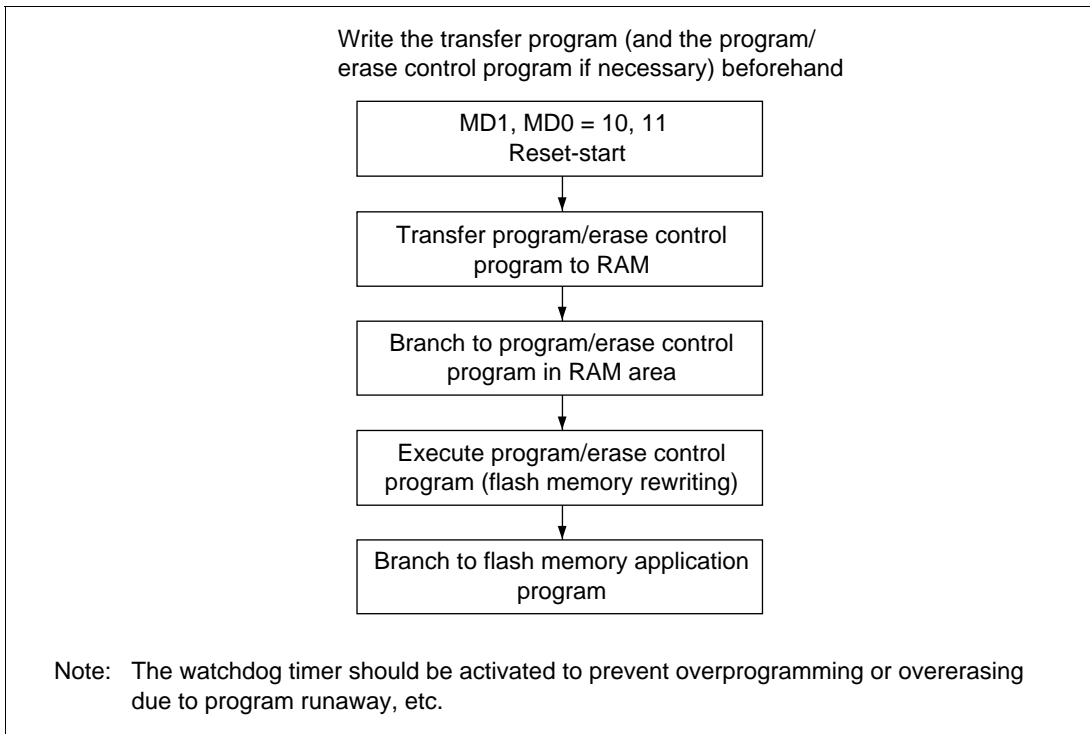 Write the transfer program (and the program/
erase control program if necessary) beforehand
MD1, MD0 = 10, 11
Reset-start
Transfer program/erase control
program to RAM
Branch to program/erase control
program in RAM area
Execute program/erase control
program (flash memory rewriting)
Branch to flash memory application
program
Note: The watchdog timer should be activated to prevent overprogramming or overerasing
due to program runaway, etc.